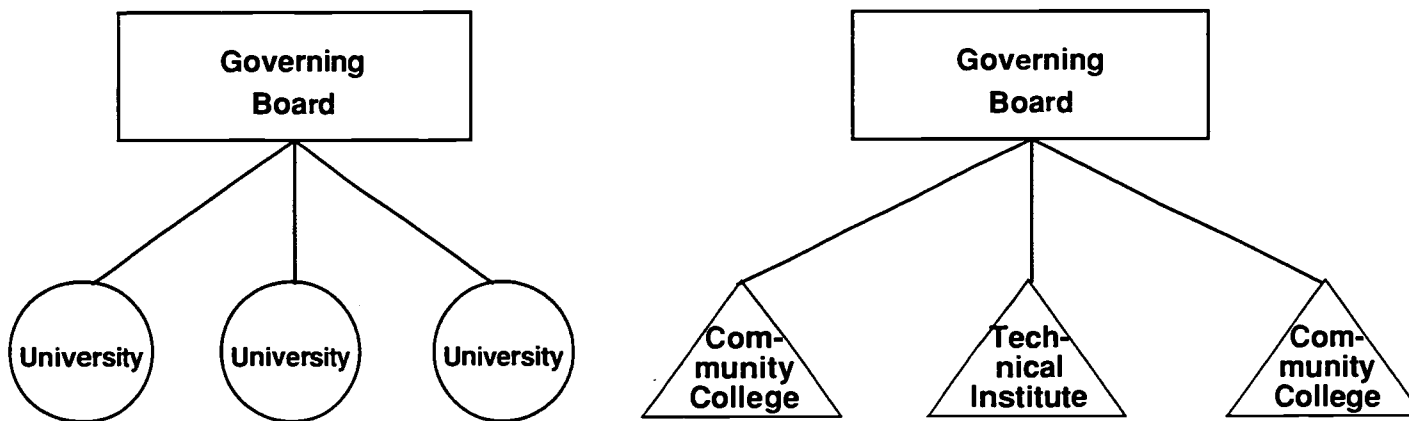 Governing
Board
Governing
Board
University
University
University
Com-
munity
College
Tech-
nical
Institute
Com-
munity
College